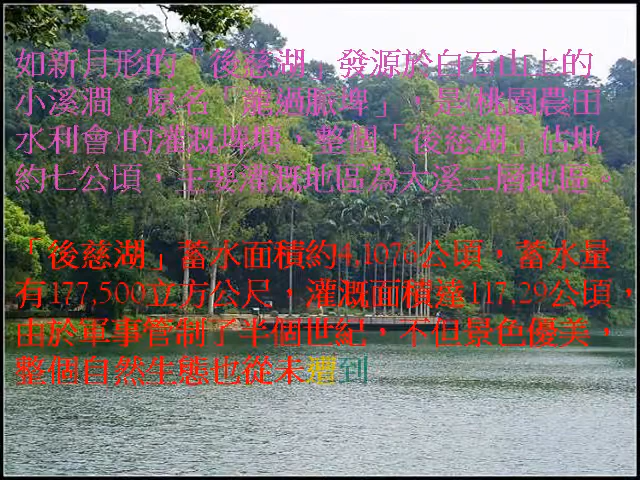 如新月形的「後慈湖」發源於白石山上的
小溪澗，原名「龍過脈埤」，是(桃園農田
水利會)的灌溉埤塘，整個「後慈湖」佔地
約七公頃，主要灌溉地區為大溪三層地區。
「後慈湖」蓄水面積約4,1076公頃，蓄水量
有177,500立方公尺，灌溉面積達117,29公頃，
由於軍事管制了半個世紀，不但景色優美，
整個自然生態也從未遭到